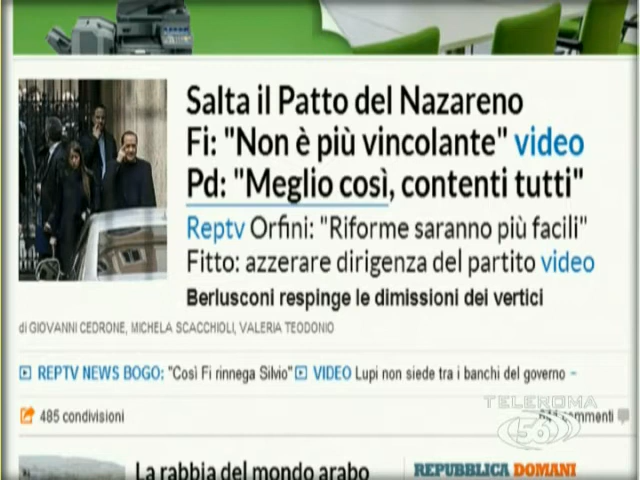 Salta il Patto del Nazareno
Fi: "Non è più vincolante" video
Pd: "Meglio così, contenti tutti"
Reptv Orfini: "Riforme saranno più facili"
Fitto: azzerare dirigenza del partito video
Berlusconi respinge le dimissioni dei vertici
di GIOVANNI CEDRONE, MICHELA SCACCHIOLI, VALERIA TEODONIO
REPTV NEWS BOGO: "Così Fi rinnega Silvio" VIDEO Lupi non siede tra i banchi del governo -
485 condivisioni
commenti
TELEROMA
56
La rabbia del mondo arabo
REPUBBLICA DOMANI